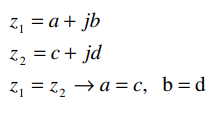 z₁ = a + jb
z₂ = c + jd
z₁ = z₂ → a = c, b = d